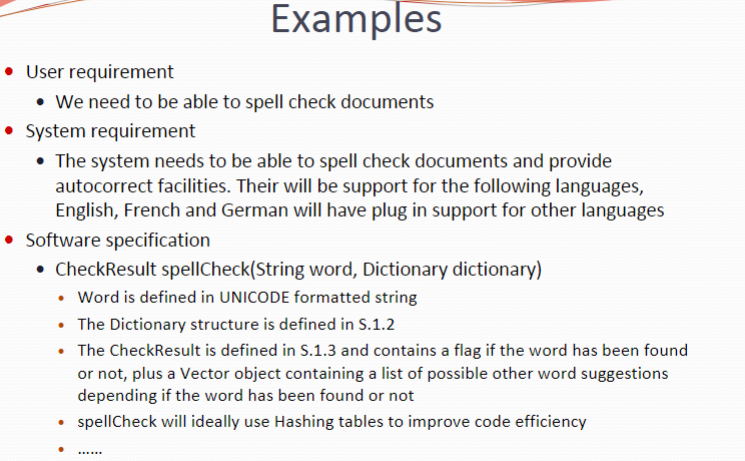 Examples
• User requirement
• We need to be able to spell check documents
• System requirement
• The system needs to be able to spell check documents and provide
autocorrect facilities. Their will be support for the following languages,
English, French and German will have plug in support for other languages
• Software specification
• CheckResult spellCheck(String word, Dictionary dictionary)
• Word is defined in UNICODE formatted string
• The Dictionary structure is defined in S.1.2
• The CheckResult is defined in S.1.3 and contains a flag if the word has been found
or not, plus a Vector object containing a list of possible other word suggestions
depending if the word has been found or not
• spellCheck will ideally use Hashing tables to improve code efficiency
• ......